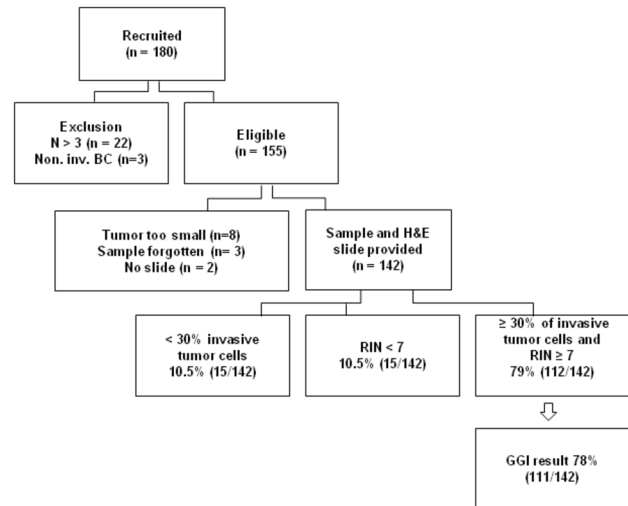 Recruited
(n = 180)
Exclusion
N > 3 (n = 22)
Non. inv. BC (n=3)
Eligible
(n = 155)
Tumor too small (n=8)
Sample forgotten (n= 3)
No slide (n = 2)
Sample and H&E
slide provided
(n = 142)
< 30% invasive
tumor cells
10.5% (15/142)
RIN < 7
10.5% (15/142)
≥ 30% of invasive
tumor cells and
RIN ≥ 7
79% (112/142)
GGI result 78%
(111/142)